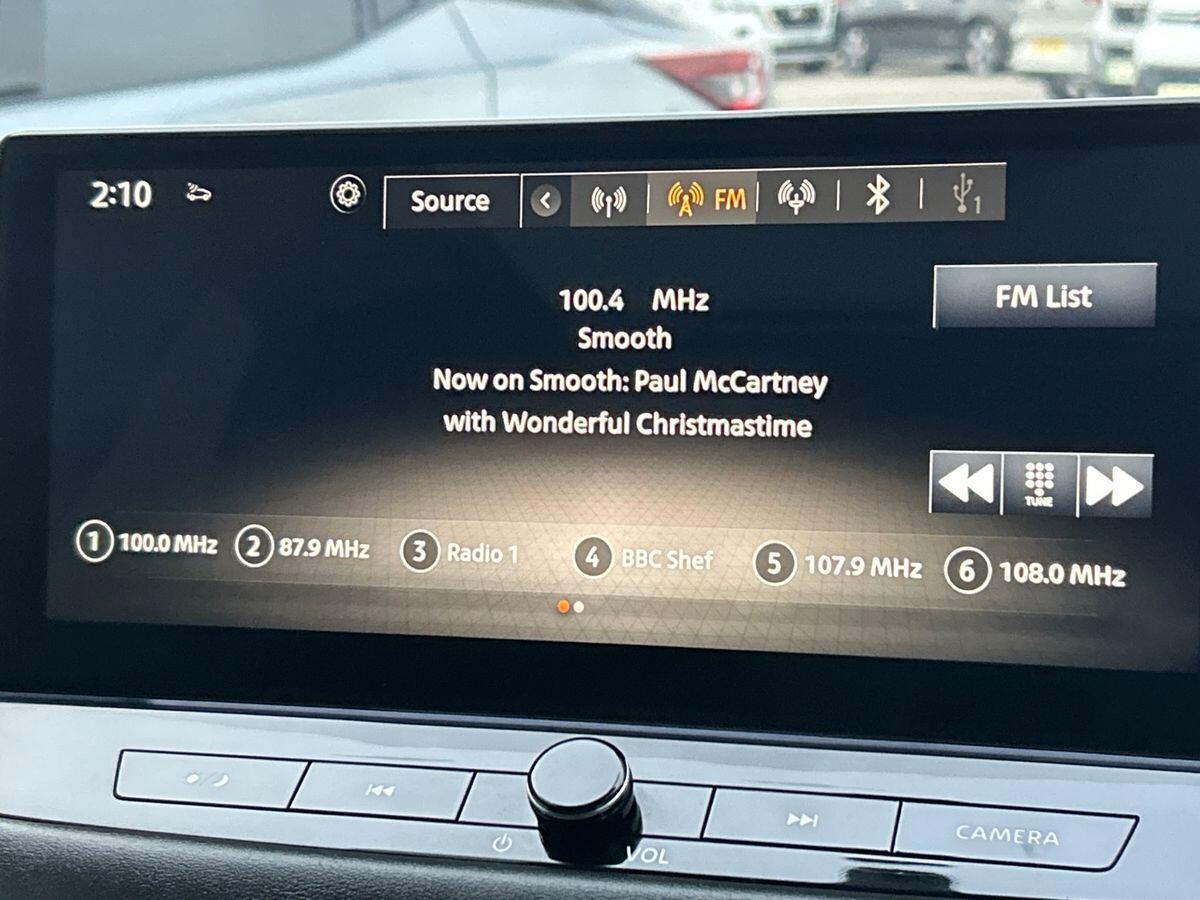 2:10 Source FM 1
100.4 MHz
FM List
Smooth
Now on Smooth: Paul McCartney
with Wonderful Christmastime
TUNE
1 100.0 MHz 2 87.9 MHz 3 Radio 1 4 BBC Shef 5 107.9 MHz 6 108.0 MHz
VOL
CAMERA